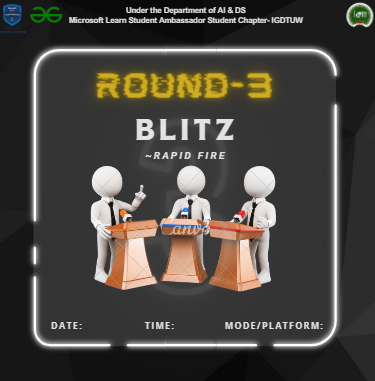 Under the Department of AI & DS
Microsoft Learn Student Ambassador Student Chapter- IGDTUW
ROUND-3
BLITZ
~RAPID FIRE
Canva
DATE: TIME: MODE/PLATFORM: